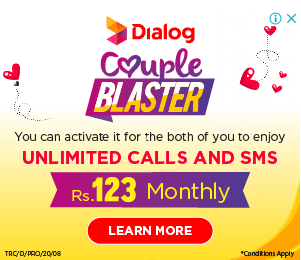 Dialog
Couple
BLASTER
You can activate it for the both of you to enjoy
UNLIMITED CALLS AND SMS
Rs.123 Monthly
LEARN MORE
TRC/D/PRO/20/08
*Conditions Apply